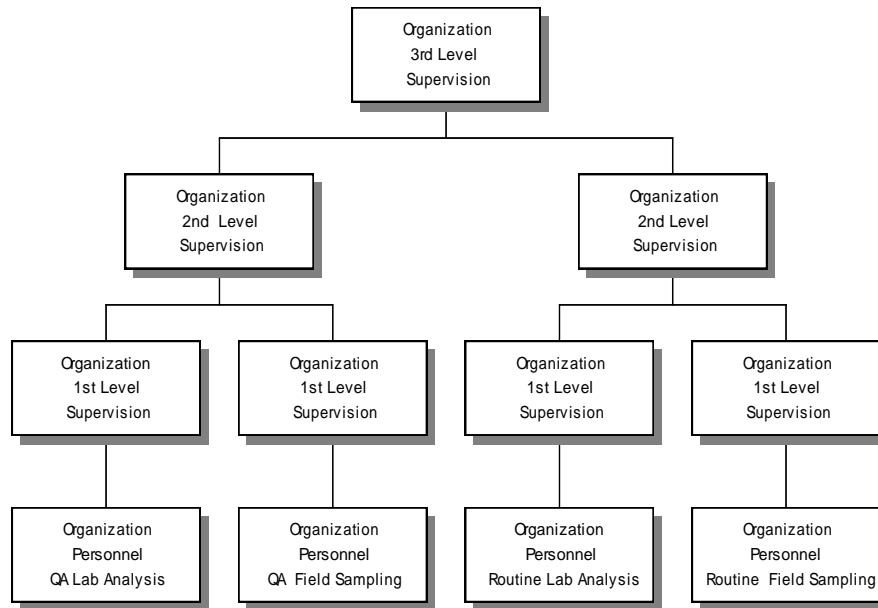 Organization
3rd Level
Supervision
Organization
2nd Level
Supervision
Organization
2nd Level
Supervision
Organization
1st Level
Supervision
Organization
1st Level
Supervision
Organization
1st Level
Supervision
Organization
1st Level
Supervision
Organization
Personnel
QA Lab Analysis
Organization
Personnel
QA Field Sampling
Organization
Personnel
Routine Lab Analysis
Organization
Personnel
Routine Field Sampling